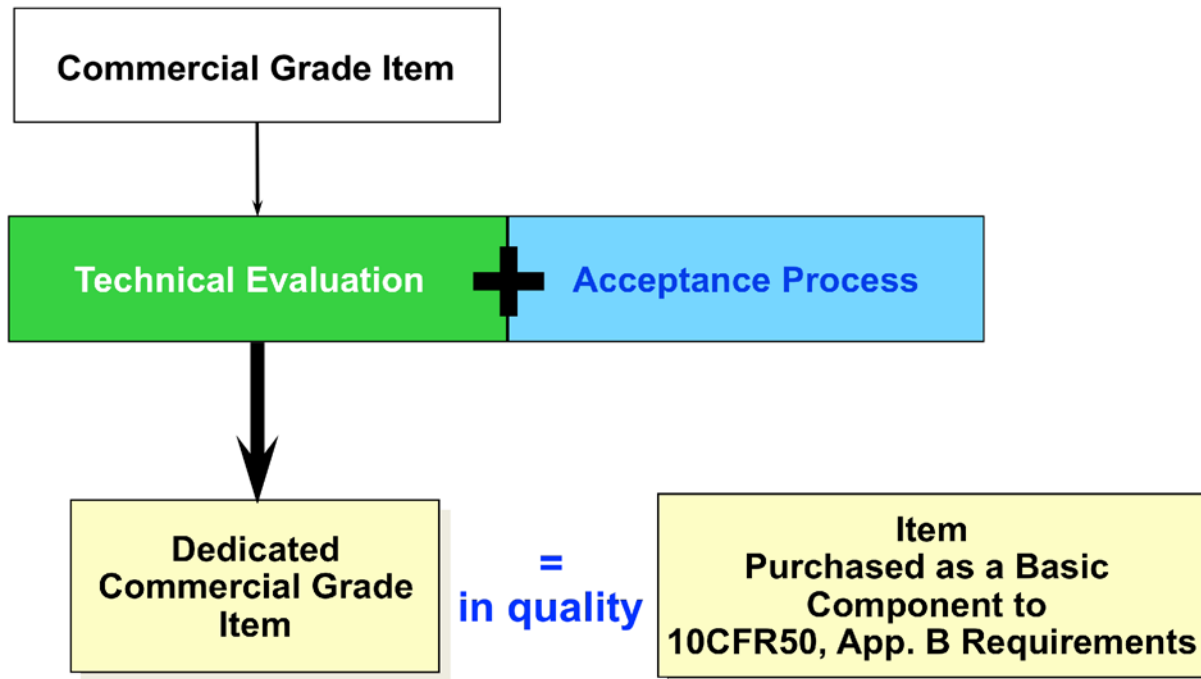 Commercial Grade Item
Technical Evaluation + Acceptance Process
Dedicated
Commercial Grade
Item
=
in quality
Item
Purchased as a Basic
Component to
10CFR50, App. B Requirements